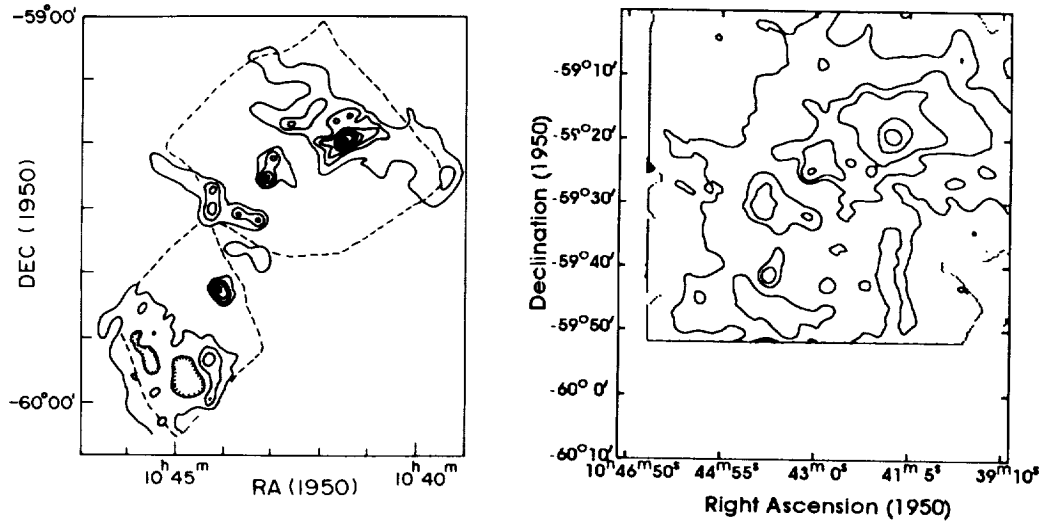 -59°00'
DEC (1950)
-60°00'
10ʰ45ᵐ
RA (1950)
10ʰ40ᵐ
-59°10'
-59°20'
-59°30'
-59°40'
-59°50'
-60° 0'
-60°10'
Declination (1950)
10ʰ46ᵐ50ˢ
44ᵐ55ˢ
43ᵐ 0ˢ
41ᵐ 5ˢ
39ᵐ10ˢ
Right Ascension (1950)